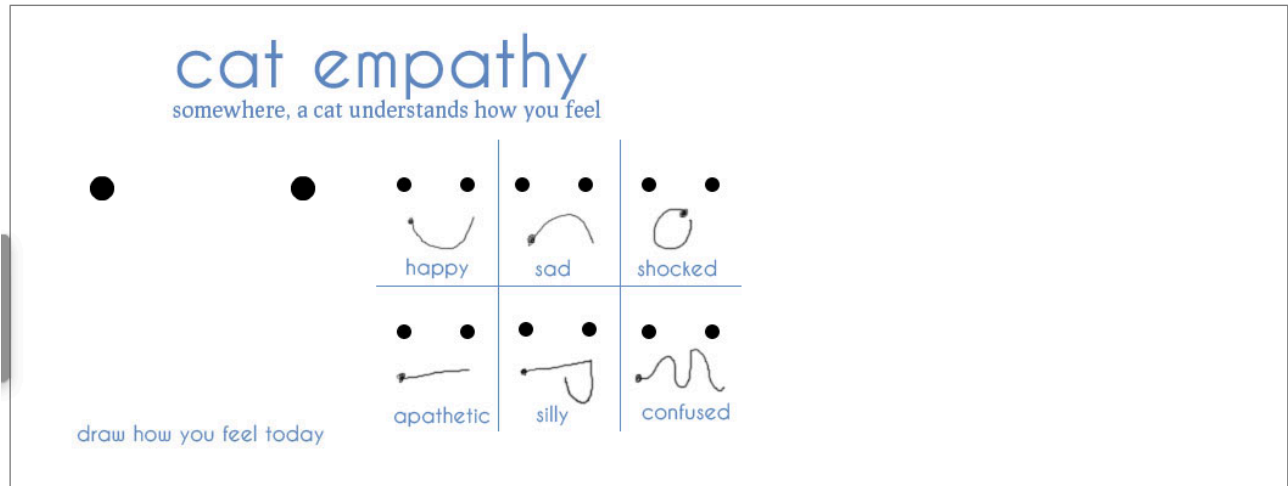 cat empathy
somewhere, a cat understands how you feel
happy
sad
shocked
apathetic
silly
confused
draw how you feel today